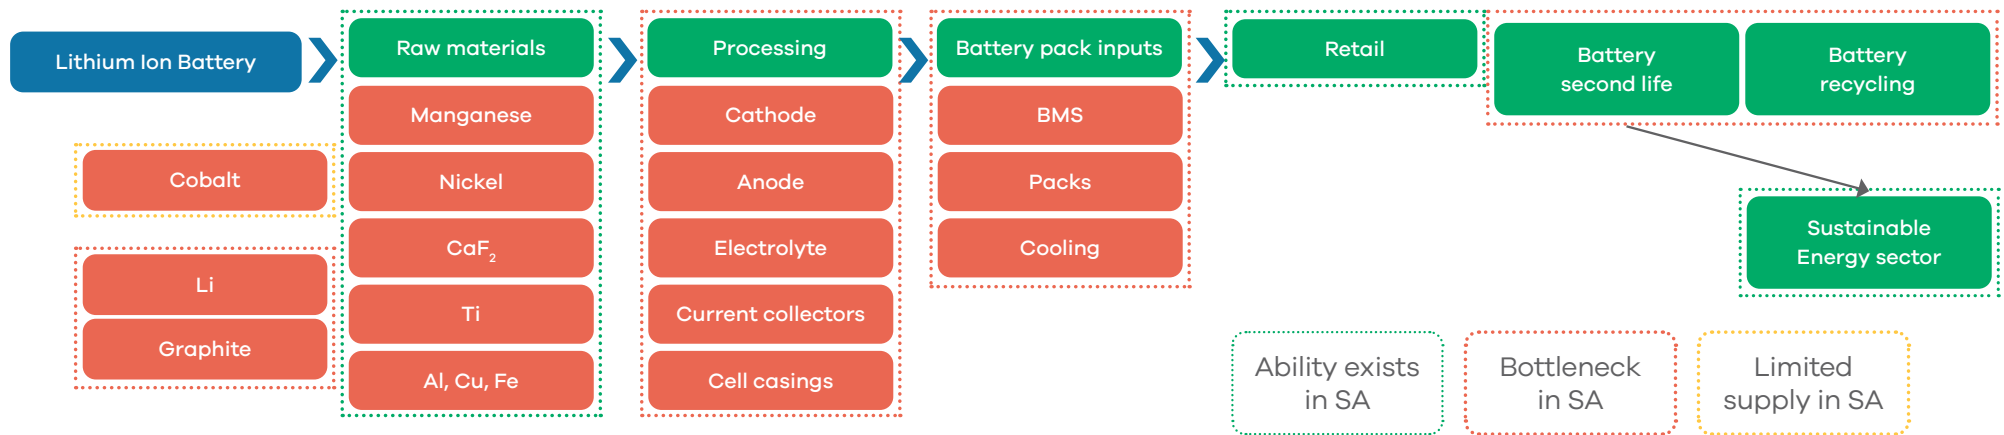 Lithium Ion Battery
Cobalt
Li
Graphite
Raw materials
Manganese
Nickel
CaF₂
Ti
Al, Cu, Fe
Processing
Cathode
Anode
Electrolyte
Current collectors
Cell casings
Battery pack inputs
BMS
Packs
Cooling
Retail
Battery
second life
Battery
recycling
Sustainable
Energy sector
Ability exists
in SA
Bottleneck
in SA
Limited
supply in SA